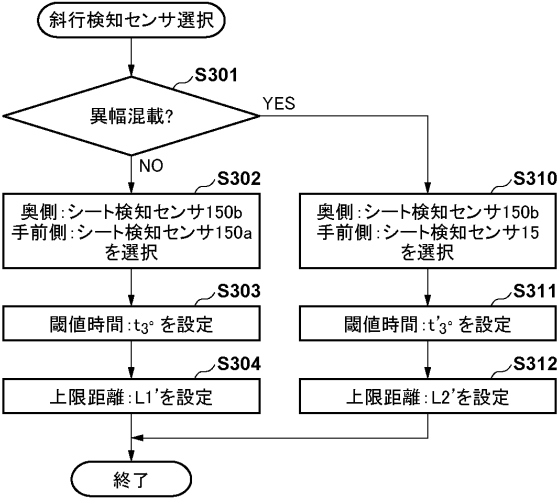 斜行検知センサ選択
S301
異幅混載?
YES
NO
S302
奥側:シート検知センサ150b
手前側:シート検知センサ150a
を選択
S310
奥側:シート検知センサ150b
手前側:シート検知センサ15
を選択
S303
閾値時間:t3°を設定
S311
閾値時間:t'3°を設定
S304
上限距離:L1'を設定
S312
上限距離:L2'を設定
終了